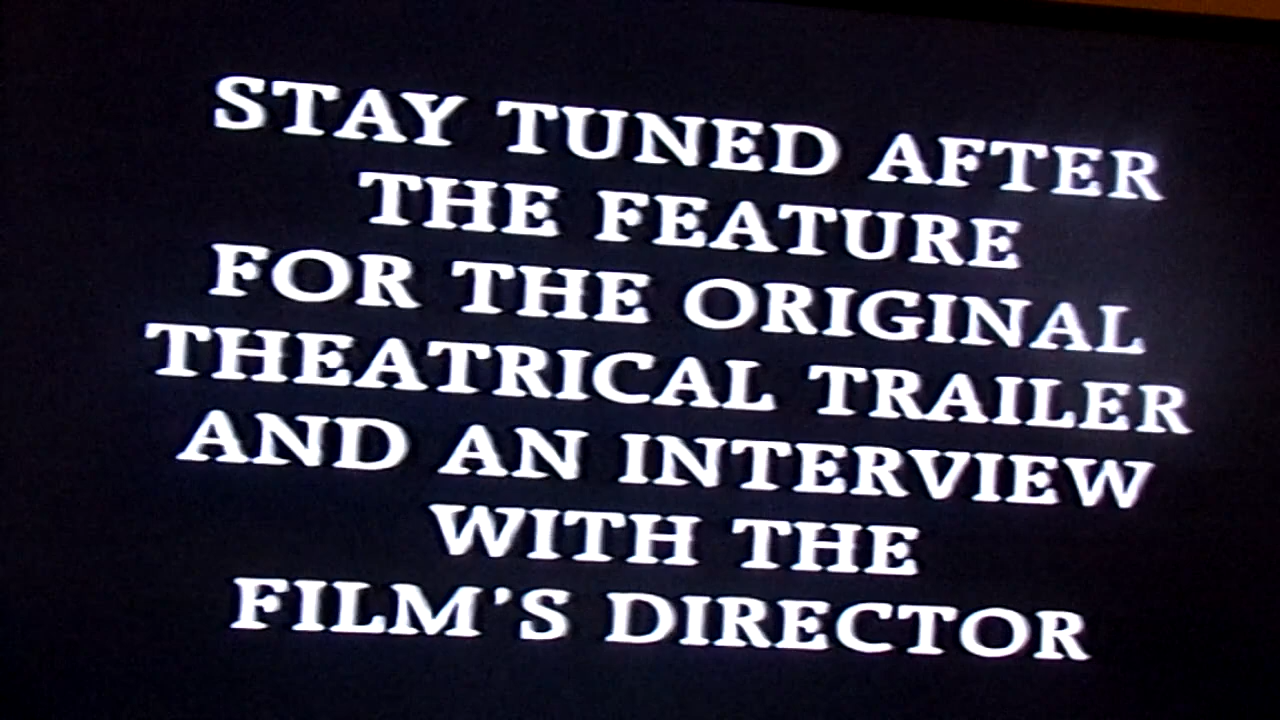 STAY TUNED AFTER
THE FEATURE
FOR THE ORIGINAL
THEATRICAL TRAILER
AND AN INTERVIEW
WITH THE
FILM'S DIRECTOR